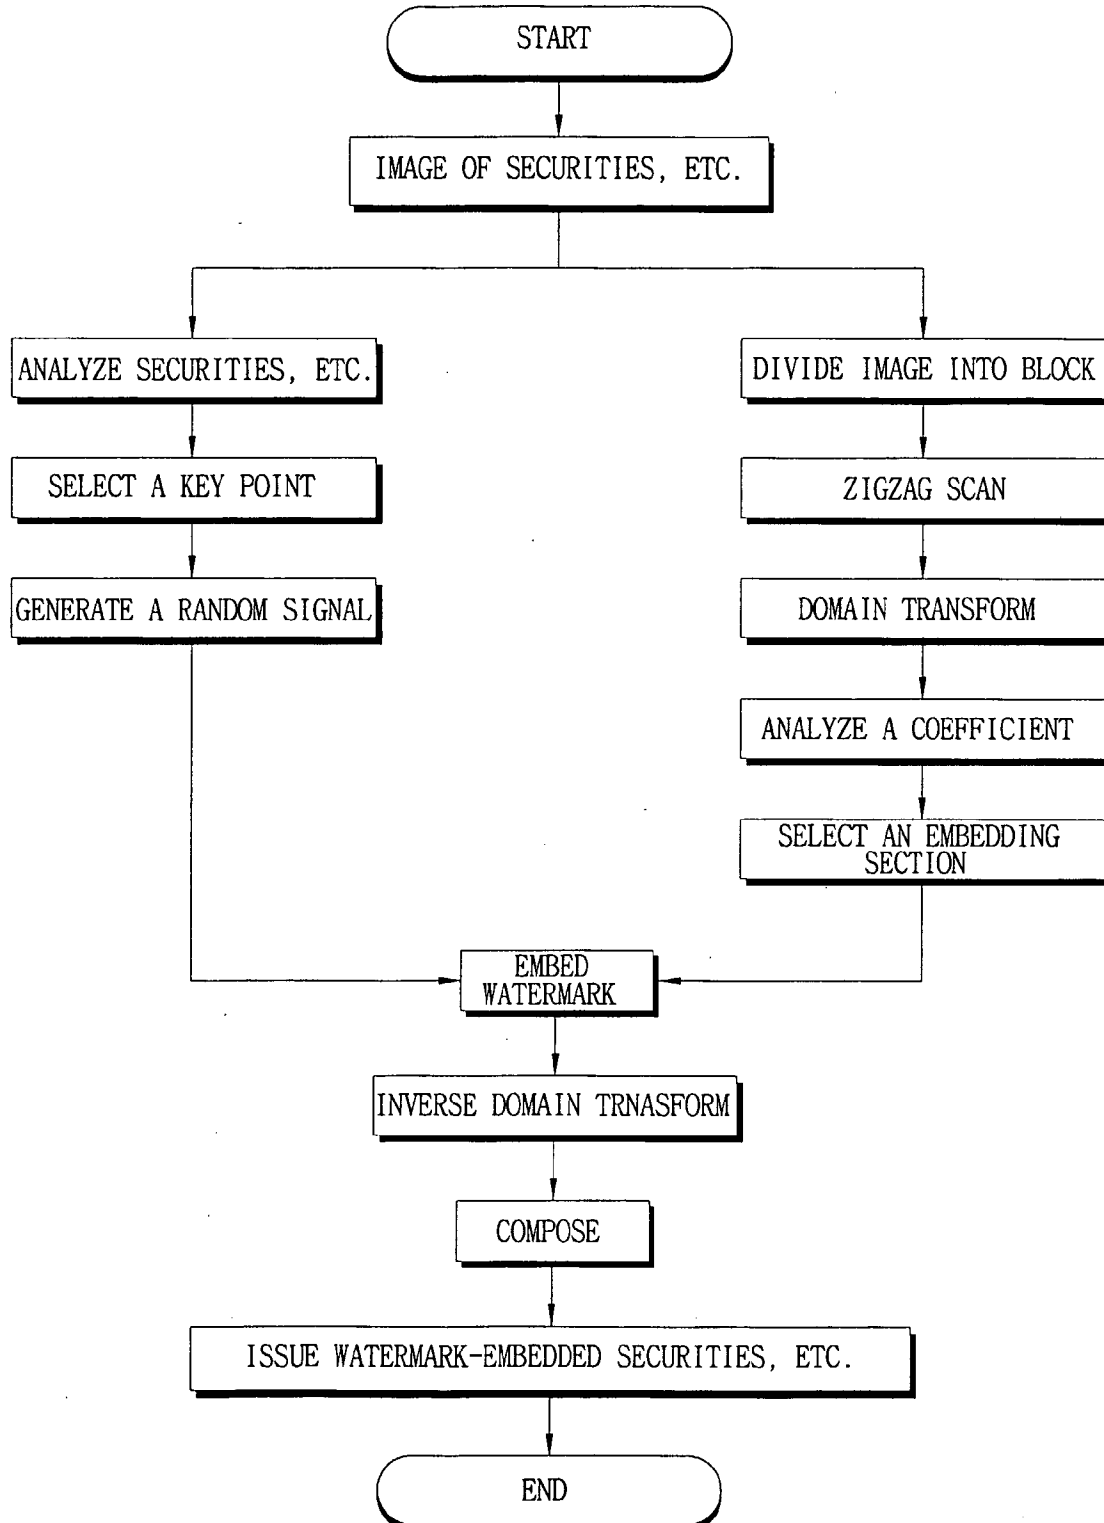 START
IMAGE OF SECURITIES, ETC.
ANALYZE SECURITIES, ETC.
SELECT A KEY POINT
GENERATE A RANDOM SIGNAL
DIVIDE IMAGE INTO BLOCK
ZIGZAG SCAN
DOMAIN TRANSFORM
ANALYZE A COEFFICIENT
SELECT AN EMBEDDING
SECTION
EMBED
WATERMARK
INVERSE DOMAIN TRNASFORM
COMPOSE
ISSUE WATERMARK-EMBEDDED SECURITIES, ETC.
END